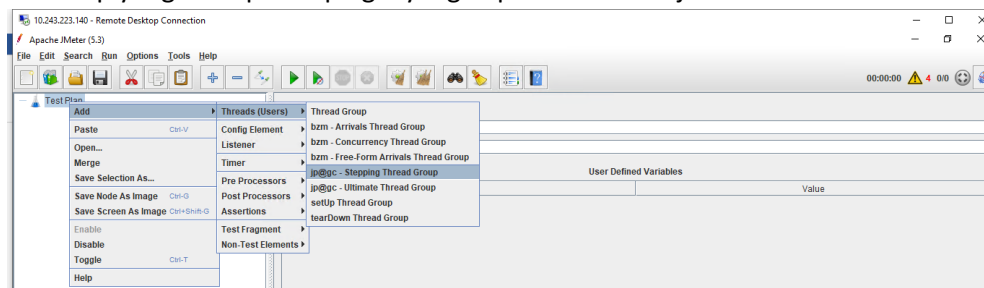 10.243.223.140 - Remote Desktop Connection
Apache JMeter (5.3)
File Edit Search Run Options Tools Help
00:00:00 4 0/0
Test Plan
Add
Paste Ctrl-V
Open...
Merge
Save Selection As...
Save Node As Image Ctrl-G
Save Screen As Image Ctrl+Shift-G
Enable
Disable
Toggle Ctrl-T
Help
Threads (Users)
Config Element
Listener
Timer
Pre Processors
Post Processors
Assertions
Test Fragment
Non-Test Elements
Thread Group
bzm - Arrivals Thread Group
bzm - Concurrency Thread Group
bzm - Free-Form Arrivals Thread Group
jp@gc - Stepping Thread Group
jp@gc - Ultimate Thread Group
setUp Thread Group
tearDown Thread Group
User Defined Variables
Value